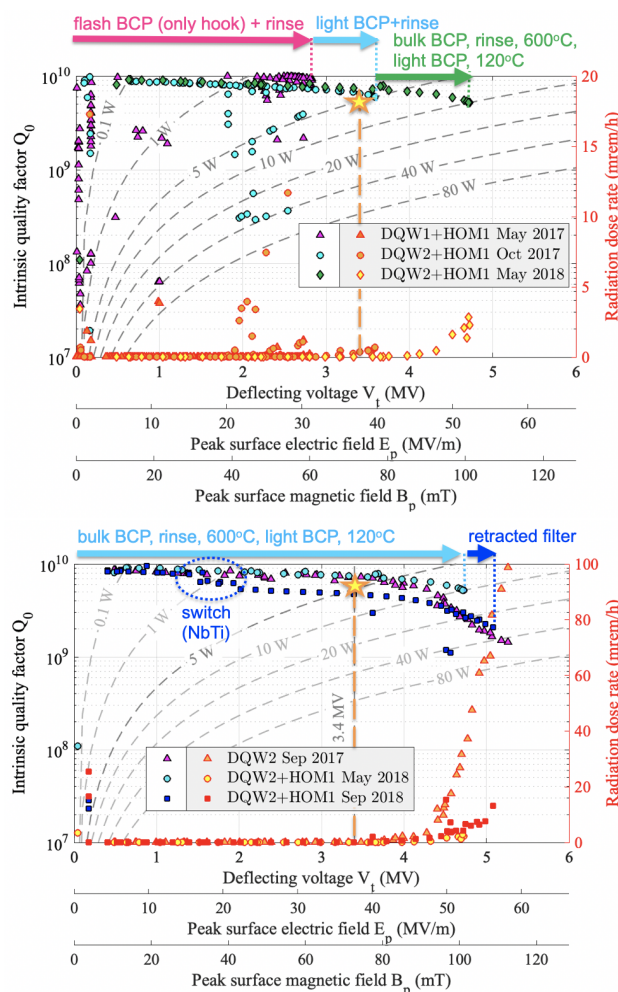 flash BCP (only hook) + rinse
light BCP+rinse
bulk BCP, rinse, 600°C,
light BCP, 120°C
Intrinsic quality factor Q0
10^10
10^9
10^8
10^7
0.1 W
1 W
5 W
10 W
20 W
40 W
80 W
DQW1+HOM1 May 2017
DQW2+HOM1 Oct 2017
DQW2+HOM1 May 2018
20
18
16
14
12
10
8
6
4
2
0
Radiation dose rate (mrem/h)
0 1 2 3 4 5 6
Deflecting voltage Vt (MV)
0 10 20 30 40 50 60
Peak surface electric field Ep (MV/m)
0 20 40 60 80 100 120
Peak surface magnetic field Bp (mT)
bulk BCP, rinse, 600°C, light BCP, 120°C
retracted filter
Intrinsic quality factor Q0
10^10
10^9
10^8
10^7
0.1 W
1 W
5 W
10 W
20 W
40 W
80 W
switch
(NbTi)
3.4 MV
DQW2 Sep 2017
DQW2+HOM1 May 2018
DQW2+HOM1 Sep 2018
100
80
60
40
20
0
Radiation dose rate (mrem/h)
0 1 2 3 4 5 6
Deflecting voltage Vt (MV)
0 10 20 30 40 50 60
Peak surface electric field Ep (MV/m)
0 20 40 60 80 100 120
Peak surface magnetic field Bp (mT)